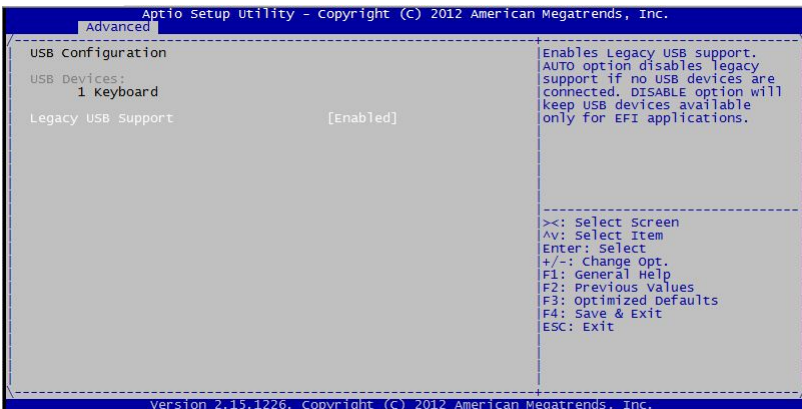 Aptio Setup Utility - Copyright (C) 2012 American Megatrends, Inc.
Advanced
USB Configuration
USB Devices:
1 Keyboard
Legacy USB Support [Enabled]
Enables Legacy USB support.
AUTO option disables legacy
support if no USB devices are
connected. DISABLE option will
keep USB devices available
only for EFI applications.
><: Select Screen
^v: Select Item
Enter: Select
+/-: Change Opt.
F1: General Help
F2: Previous Values
F3: Optimized Defaults
F4: Save & Exit
ESC: Exit
Version 2.15.1226. Copyright (C) 2012 American Megatrends, Inc.